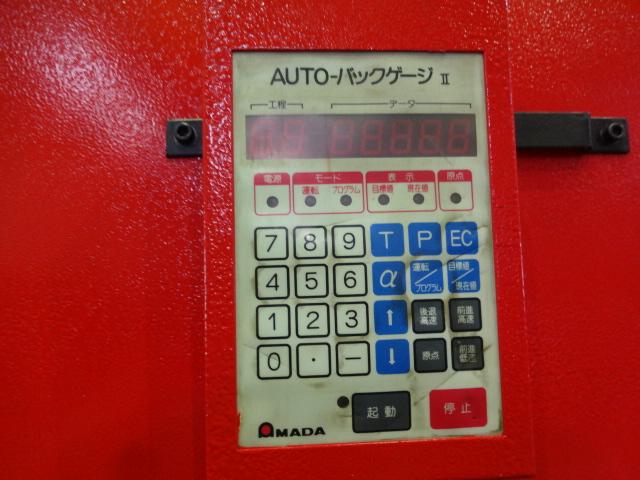 AUTO-バックゲージ II
工程 データ
電源 モード 表示 原点
運転 プログラム 目標値 現在値
7 8 9 T P EC
4 5 6 α 運転/プログラム 目標値/現在値
1 2 3 ↑ 後退高速 前進高速
0 . - ↓ 原点 前進低速
起動 停止
AMADA